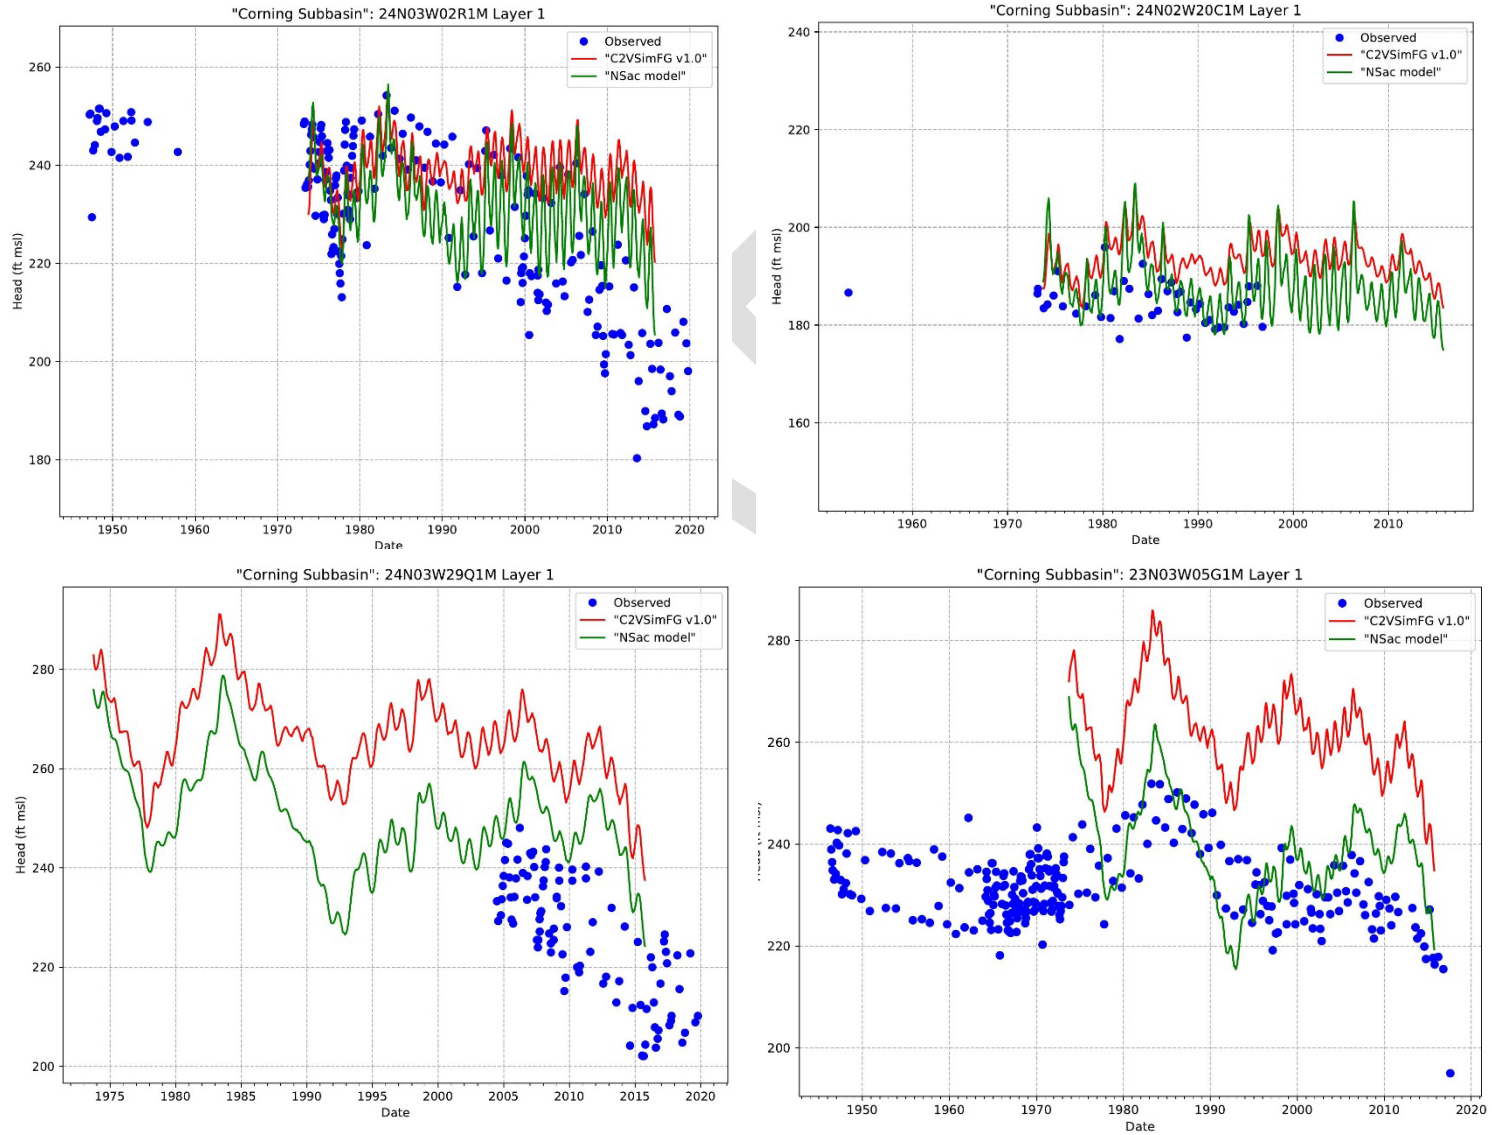 "Corning Subbasin": 24N03W02R1M Layer 1
Observed
"C2VSimFG v1.0"
"NSac model"
Head (ft msl)
260
240
220
200
180
1950 1960 1970 1980 1990 2000 2010 2020
Date
"Corning Subbasin": 24N02W20C1M Layer 1
Observed
"C2VSimFG v1.0"
"NSac model"
Head (ft msl)
240
220
200
180
160
1960 1970 1980 1990 2000 2010
Date
"Corning Subbasin": 24N03W29Q1M Layer 1
Observed
"C2VSimFG v1.0"
"NSac model"
Head (ft msl)
280
260
240
220
200
1975 1980 1985 1990 1995 2000 2005 2010 2015 2020
Date
"Corning Subbasin": 23N03W05G1M Layer 1
Observed
"C2VSimFG v1.0"
"NSac model"
280
260
240
220
200
1950 1960 1970 1980 1990 2000 2010 2020
Date